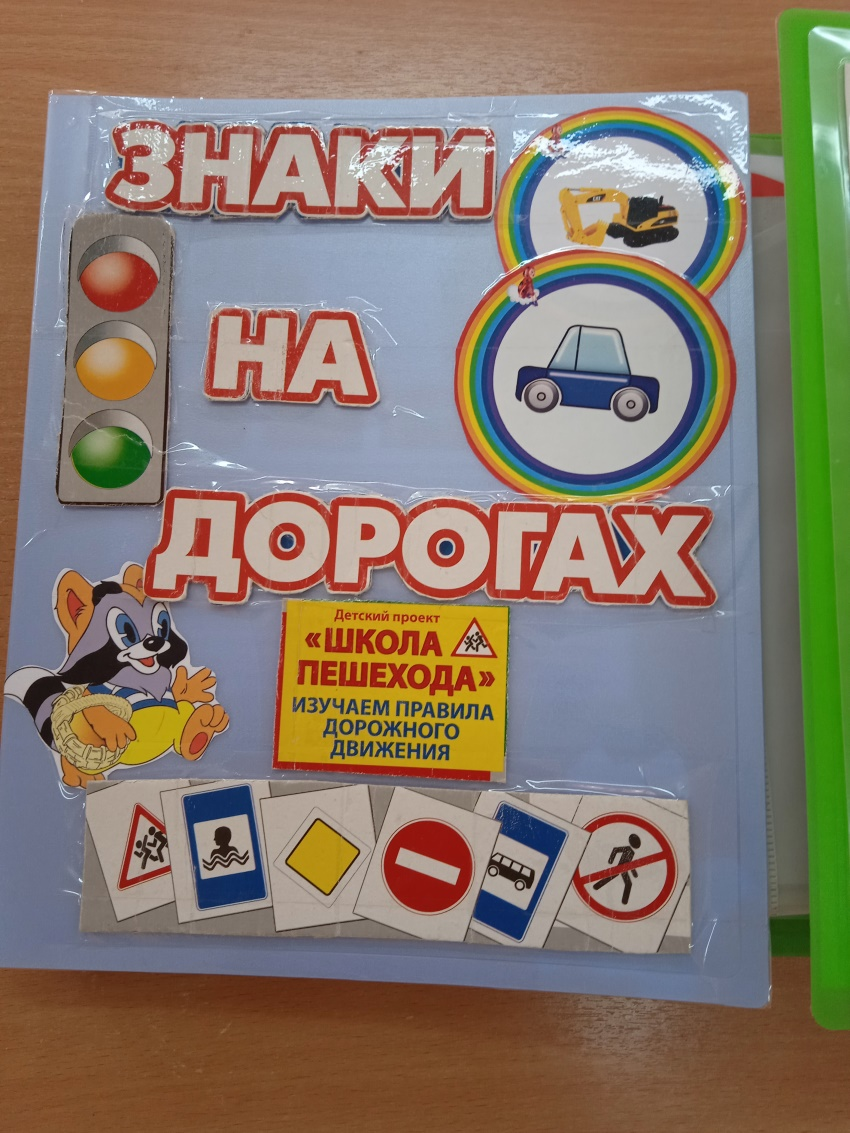 ЗНАКИ
НА
ДОРОГАХ
Детский проект
«ШКОЛА
ПЕШЕХОДА»
ИЗУЧАЕМ ПРАВИЛА
ДОРОЖНОГО
ДВИЖЕНИЯ